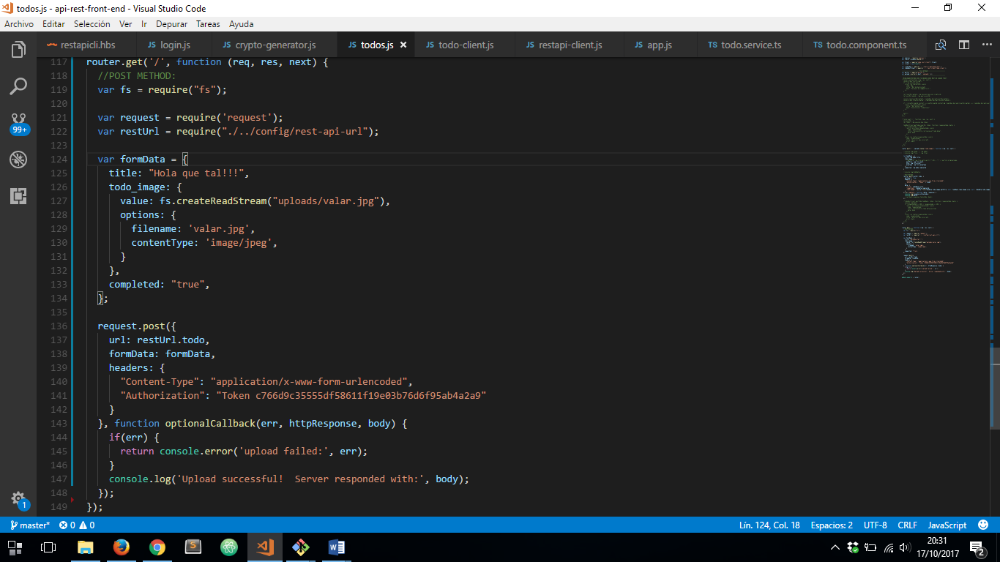 todos.js - api-rest-front-end - Visual Studio Code
Archivo Editar Selección Ver Ir Depurar Tareas Ayuda
restapicli.hbs JS login.js JS crypto-generator.js JS todos.js JS todo-client.js JS restapi-client.js JS app.js TS todo.service.ts TS todo.component.ts
117 router.get('/', function (req, res, next) {
118 //POST METHOD:
119 var fs = require("fs");
120
121 var request = require('request');
122 var restUrl = require("./../config/rest-api-url");
123
124 var formData = {
125 title: "Hola que tal!!!",
126 todo_image: {
127 value: fs.createReadStream("uploads/valar.jpg"),
128 options: {
129 filename: 'valar.jpg',
130 contentType: 'image/jpeg',
131 }
132 },
133 completed: "true",
134 };
135
136 request.post({
137 url: restUrl.todo,
138 formData: formData,
139 headers: {
140 "Content-Type": "application/x-www-form-urlencoded",
141 "Authorization": "Token c766d9c35555df58611f19e03b76d6f95ab4a2a9"
142 }
143 }, function optionalCallback(err, httpResponse, body) {
144 if(err) {
145 return console.error('upload failed:', err);
146 }
147 console.log('Upload successful!  Server responded with:', body);
148 });
149 });
99+
1
master* 0 0 Lín. 124, Col. 18 Espacios: 2 UTF-8 CRLF JavaScript
20:31
17/10/2017
2